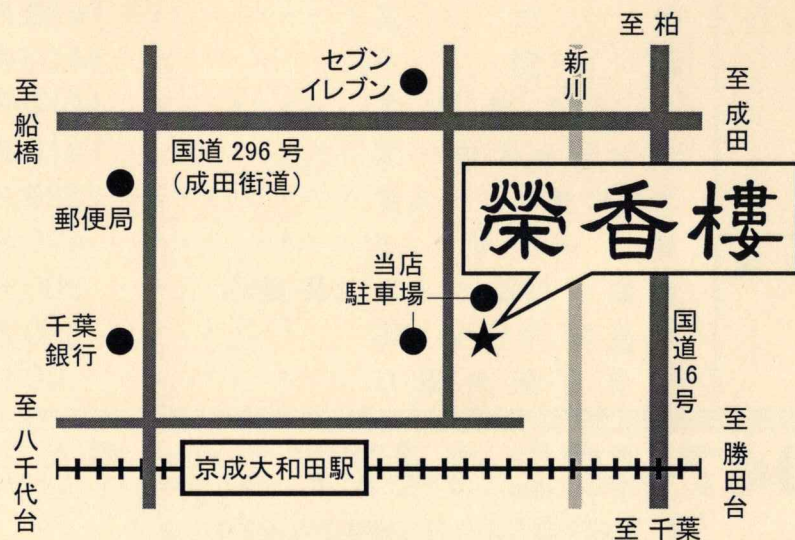 至 柏
セブン
イレブン
新川
至 船橋
至 成田
国道 296 号
(成田街道)
郵便局
榮香樓
当店
駐車場
千葉
銀行
国道16号
至 八千代台
至 勝田台
京成大和田駅
至 千葉